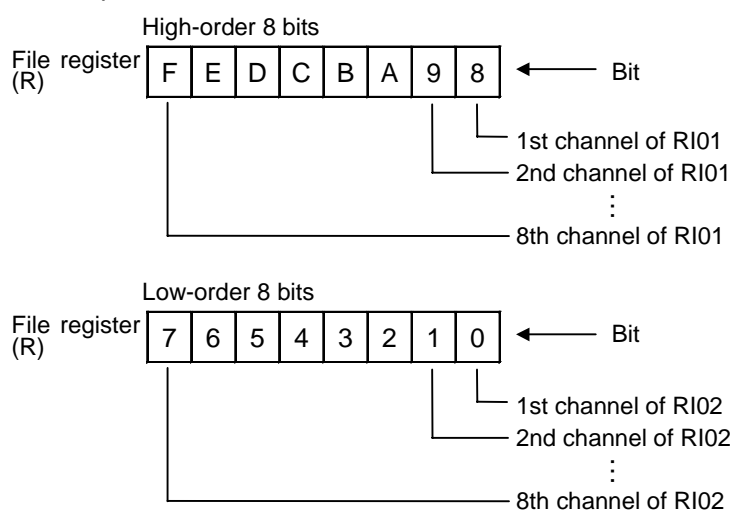 High-order 8 bits
File register
(R)
F E D C B A 9 8
Bit
1st channel of RI01
2nd channel of RI01
⋮
8th channel of RI01
Low-order 8 bits
File register
(R)
7 6 5 4 3 2 1 0
Bit
1st channel of RI02
2nd channel of RI02
⋮
8th channel of RI02